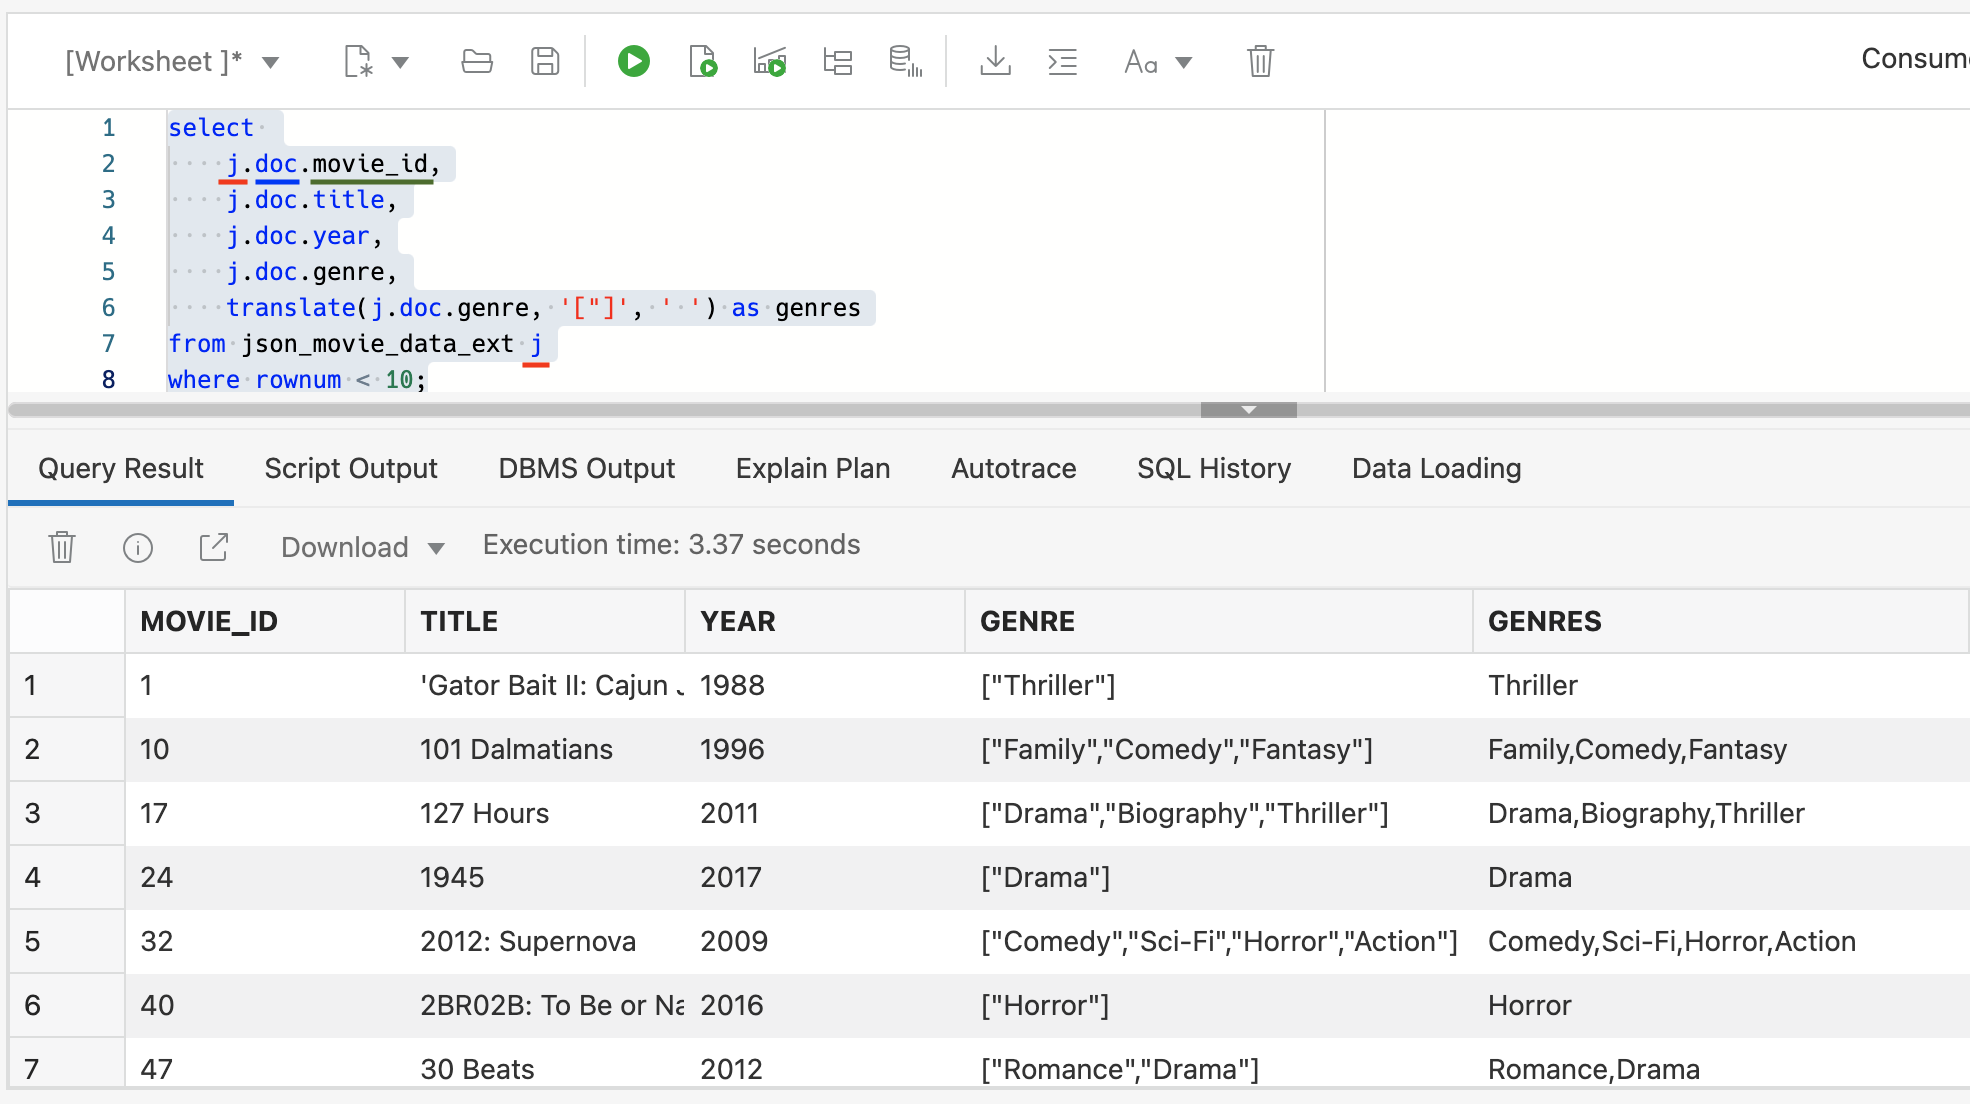 [Worksheet ]*
Aa
Consum
1 select
2 j.doc.movie_id,
3 j.doc.title,
4 j.doc.year,
5 j.doc.genre,
6 translate(j.doc.genre, '["]', ' ') as genres
7 from json_movie_data_ext j
8 where rownum < 10;
Query Result Script Output DBMS Output Explain Plan Autotrace SQL History Data Loading
Download Execution time: 3.37 seconds
MOVIE_ID TITLE YEAR GENRE GENRES
1 1 'Gator Bait II: Cajun 1988 ["Thriller"] Thriller
2 10 101 Dalmatians 1996 ["Family","Comedy","Fantasy"] Family,Comedy,Fantasy
3 17 127 Hours 2011 ["Drama","Biography","Thriller"] Drama,Biography,Thriller
4 24 1945 2017 ["Drama"] Drama
5 32 2012: Supernova 2009 ["Comedy","Sci-Fi","Horror","Action"] Comedy,Sci-Fi,Horror,Action
6 40 2BR02B: To Be or Na 2016 ["Horror"] Horror
7 47 30 Beats 2012 ["Romance","Drama"] Romance,Drama